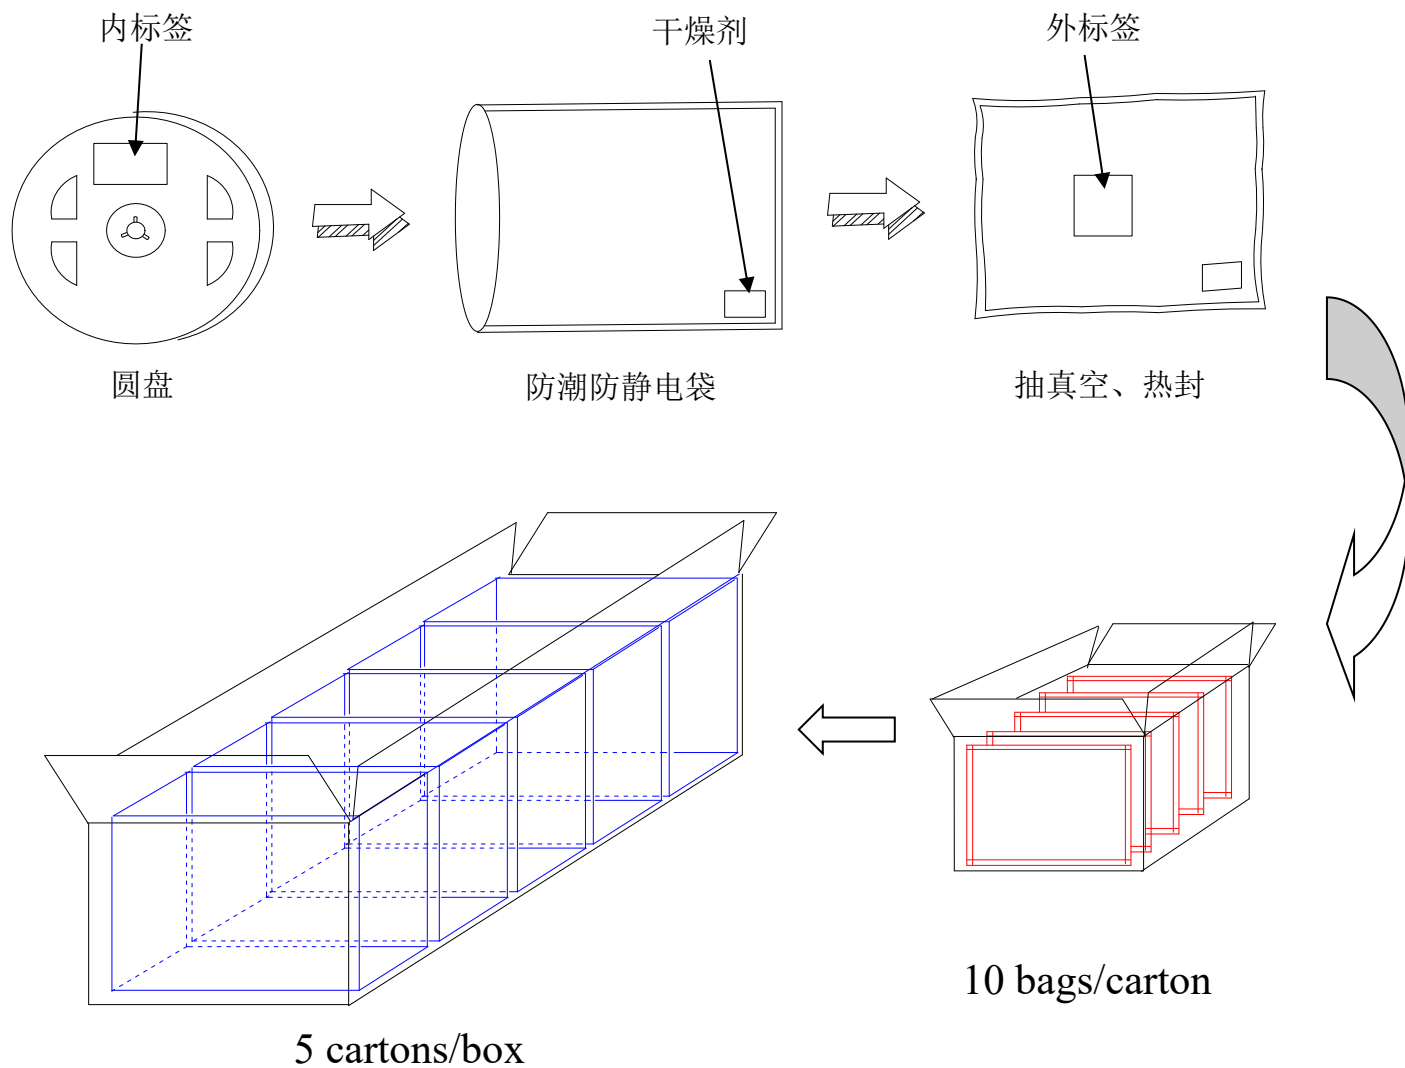 内标签
干燥剂
外标签
圆盘
防潮防静电袋
抽真空、热封
10 bags/carton
5 cartons/box